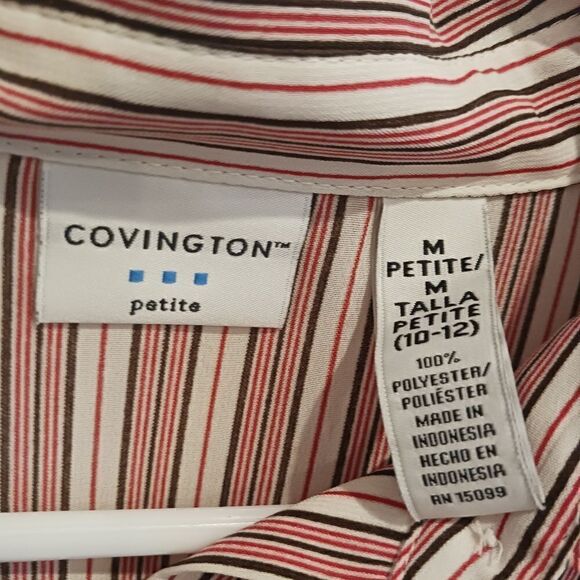 COVINGTON™
petite
M
PETITE/
M
TALLA
PETITE
(10-12)
100%
POLYESTER/
POLIÉSTER
MADE IN
INDONESIA
HECHO EN
INDONESIA
RN 15099